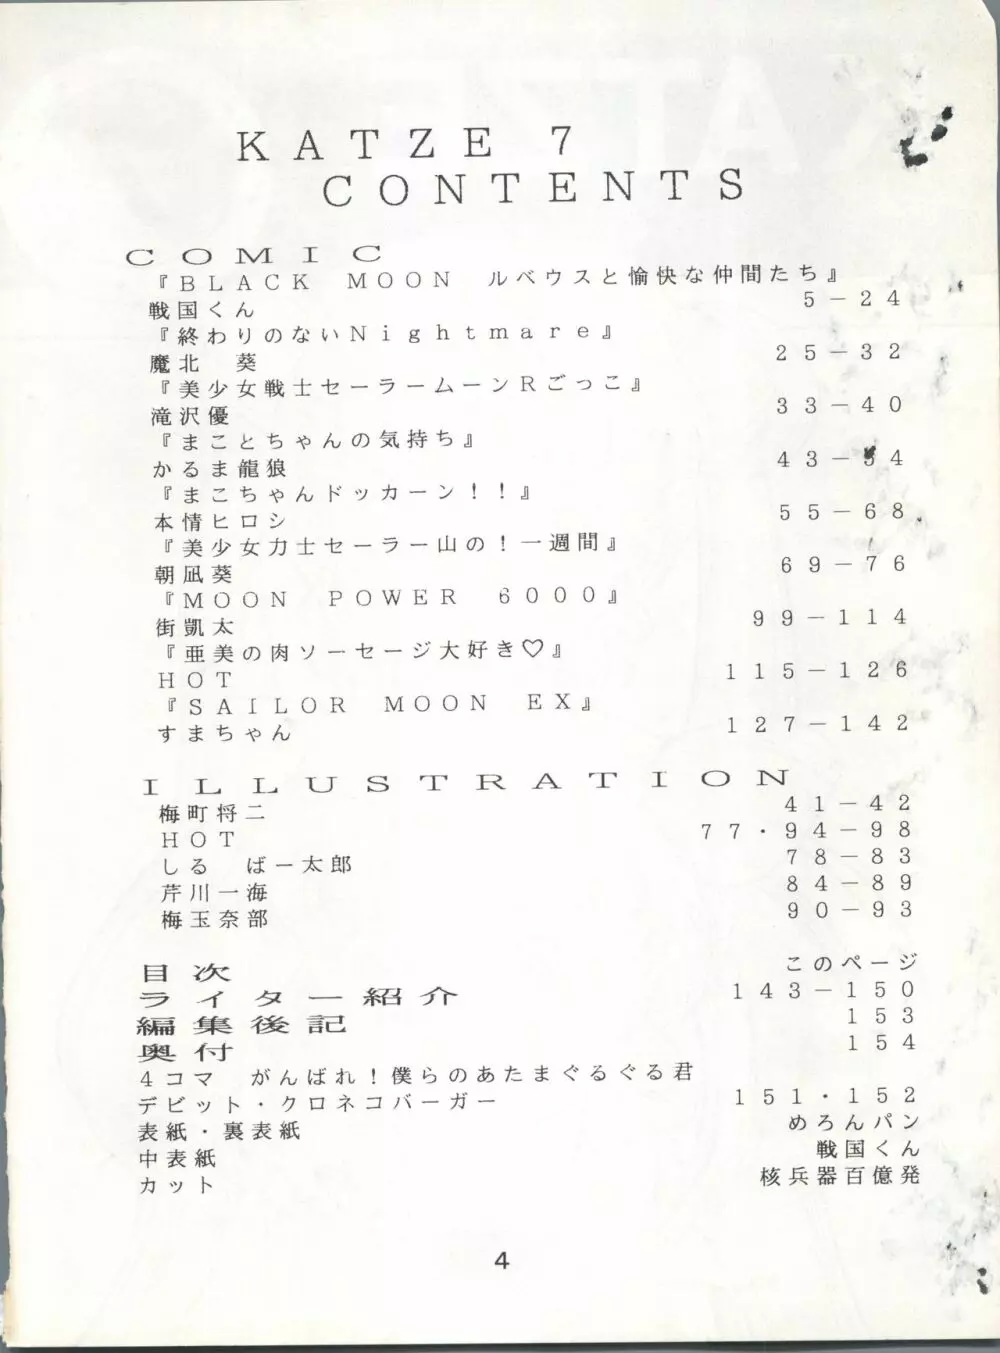 KATZE 7
CONTENTS
COMIC
『BLACK MOON ルベウスと愉快な仲間たち』
戦国くん 5－24
『終わりのないNightmare』
魔北 葵 25－32
『美少女戦士セーラームーンRごっこ』
滝沢優 33－40
『まことちゃんの気持ち』
かるま龍狼 43－54
『まこちゃんドッカーン！！』
本情ヒロシ 55－68
『美少女力士セーラー山の！一週間』
朝凪葵 69－76
『MOON POWER 6000』
街凱太 99－114
『亜美の肉ソーセージ大好き♡』
HOT 115－126
『SAILOR MOON EX』
すまちゃん 127－142
ILLUSTRATION
梅町将二 41－42
HOT 77・94－98
しる ばー太郎 78－83
芹川一海 84－89
梅玉奈部 90－93
目次 このページ
ライター紹介 143－150
編集後記 153
奥付 154
4コマ がんばれ！僕らのあたまぐるぐる君
デビット・クロネコバーガー 151・152
表紙・裏表紙 めろんパン
中表紙 戦国くん
カット 核兵器百億発
4